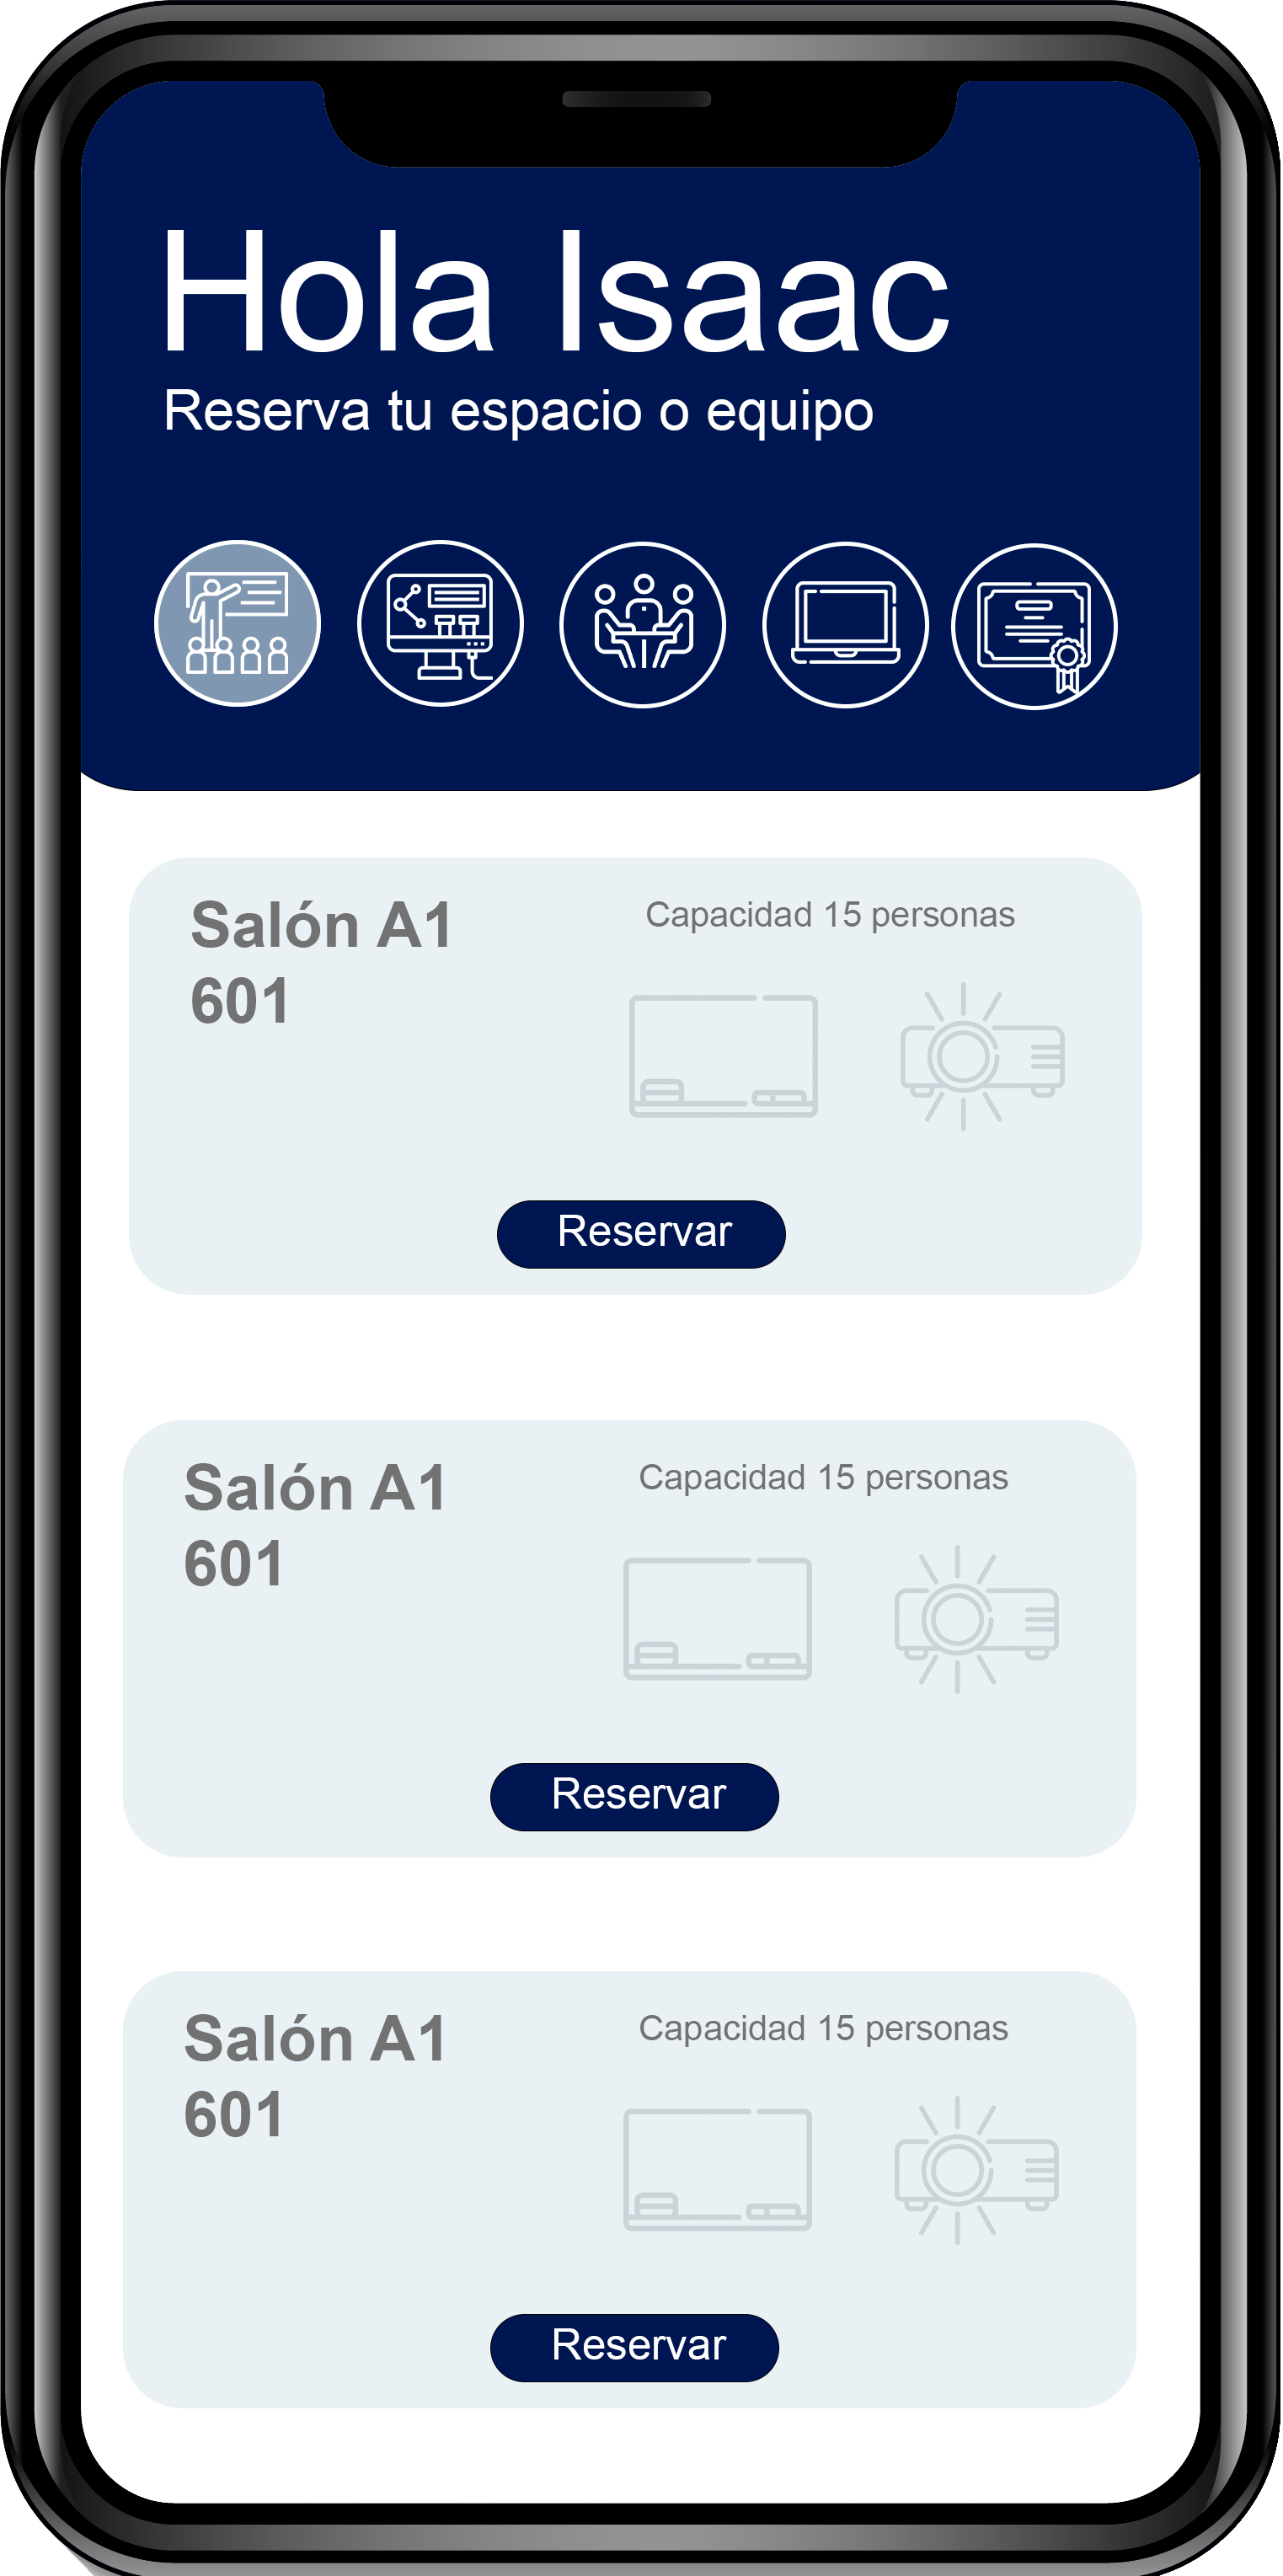 Hola Isaac
Reserva tu espacio o equipo
Salón A1
601
Capacidad 15 personas
Reservar
Salón A1
601
Capacidad 15 personas
Reservar
Salón A1
601
Capacidad 15 personas
Reservar